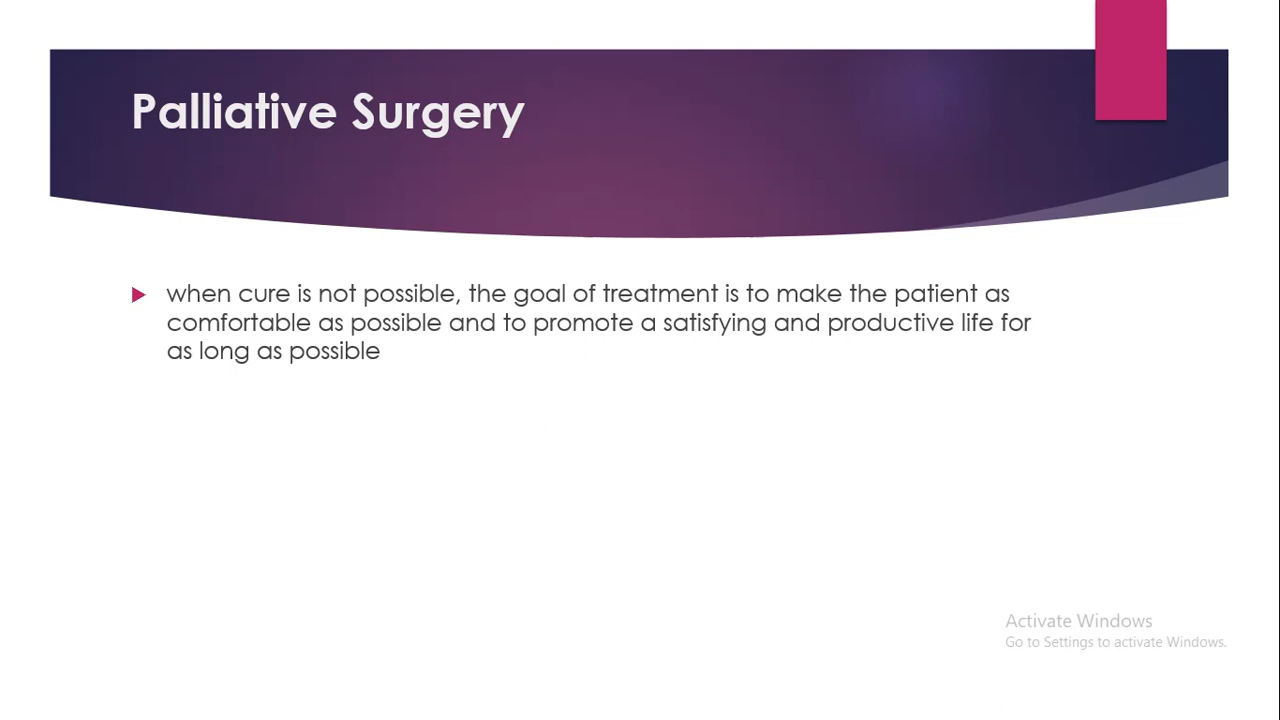 Palliative Surgery
when cure is not possible, the goal of treatment is to make the patient as
comfortable as possible and to promote a satisfying and productive life for
as long as possible
Activate Windows
Go to Settings to activate Windows.